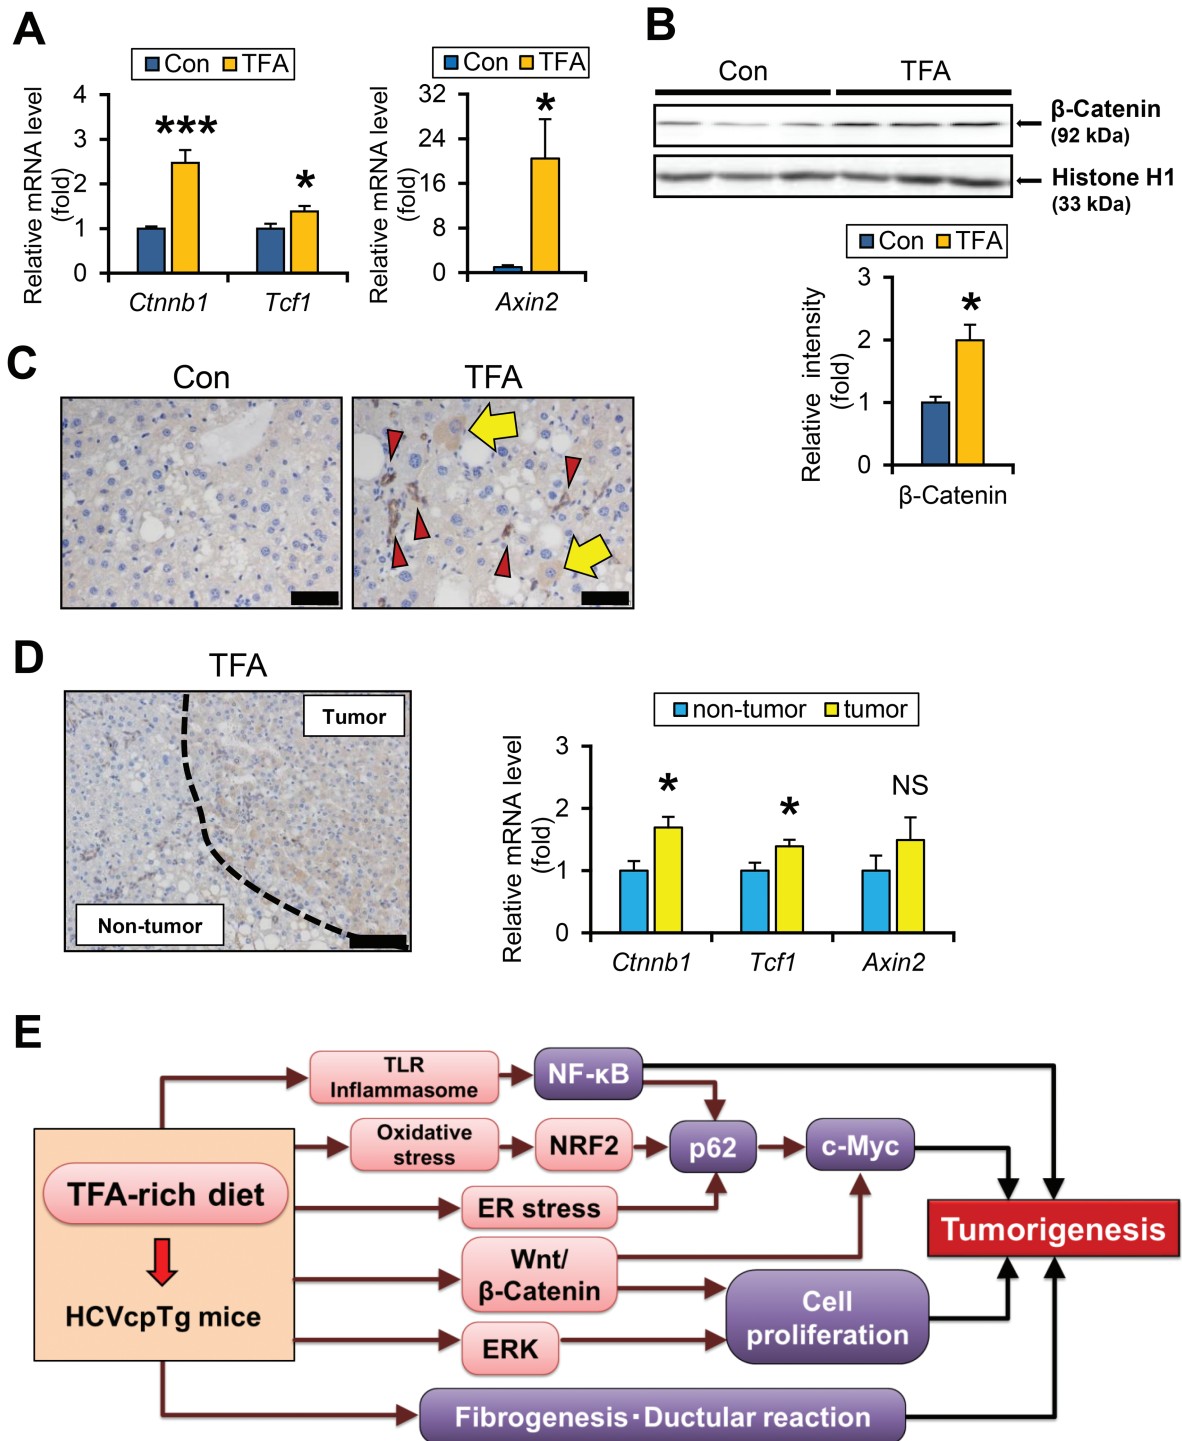 A
Con TFA
Relative mRNA level
(fold)
4
3
2
1
0
***
*
Ctnnb1 Tcf1
Con TFA
Relative mRNA level
(fold)
32
24
16
8
0
*
Axin2
B
Con TFA
β-Catenin
(92 kDa)
Histone H1
(33 kDa)
Con TFA
Relative intensity
(fold)
3
2
1
0
*
β-Catenin
C
Con TFA
D
TFA
Tumor
Non-tumor
non-tumor tumor
Relative mRNA level
(fold)
3
2
1
0
*
*
NS
Ctnnb1 Tcf1 Axin2
E
TLR
Inflammasome
NF-κB
Oxidative
stress
NRF2
p62
c-Myc
TFA-rich diet
HCVcpTg mice
ER stress
Wnt/
β-Catenin
ERK
Cell
proliferation
Tumorigenesis
Fibrogenesis･Ductular reaction